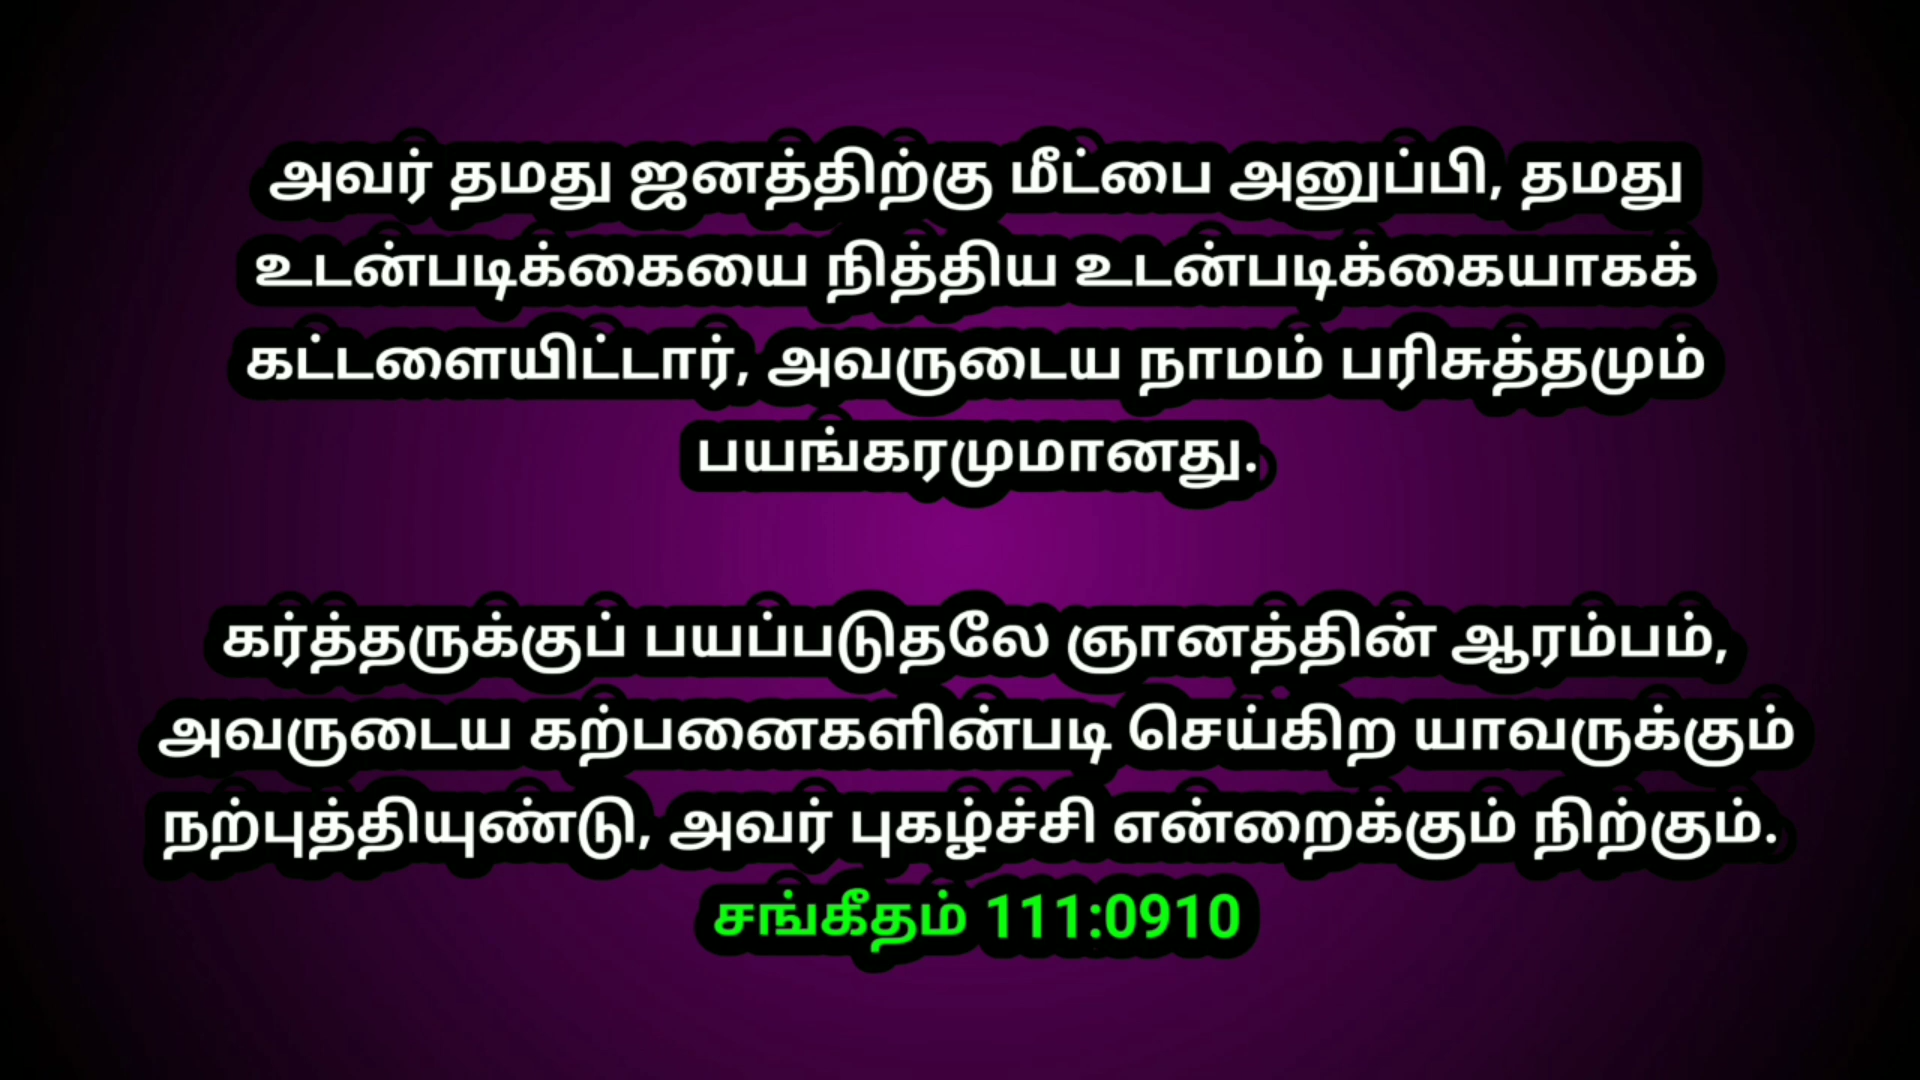 அவர் தமது ஜனத்திற்கு மீட்பை அனுப்பி, தமது
உடன்படிக்கையை நித்திய உடன்படிக்கையாகக்
கட்டளையிட்டார், அவருடைய நாமம் பரிசுத்தமும்
பயங்கரமுமானது.
கர்த்தருக்குப் பயப்படுதலே ஞானத்தின் ஆரம்பம்,
அவருடைய கற்பனைகளின்படி செய்கிற யாவருக்கும்
நற்புத்தியுண்டு, அவர் புகழ்ச்சி என்றைக்கும் நிற்கும்.
சங்கீதம் 111:0910